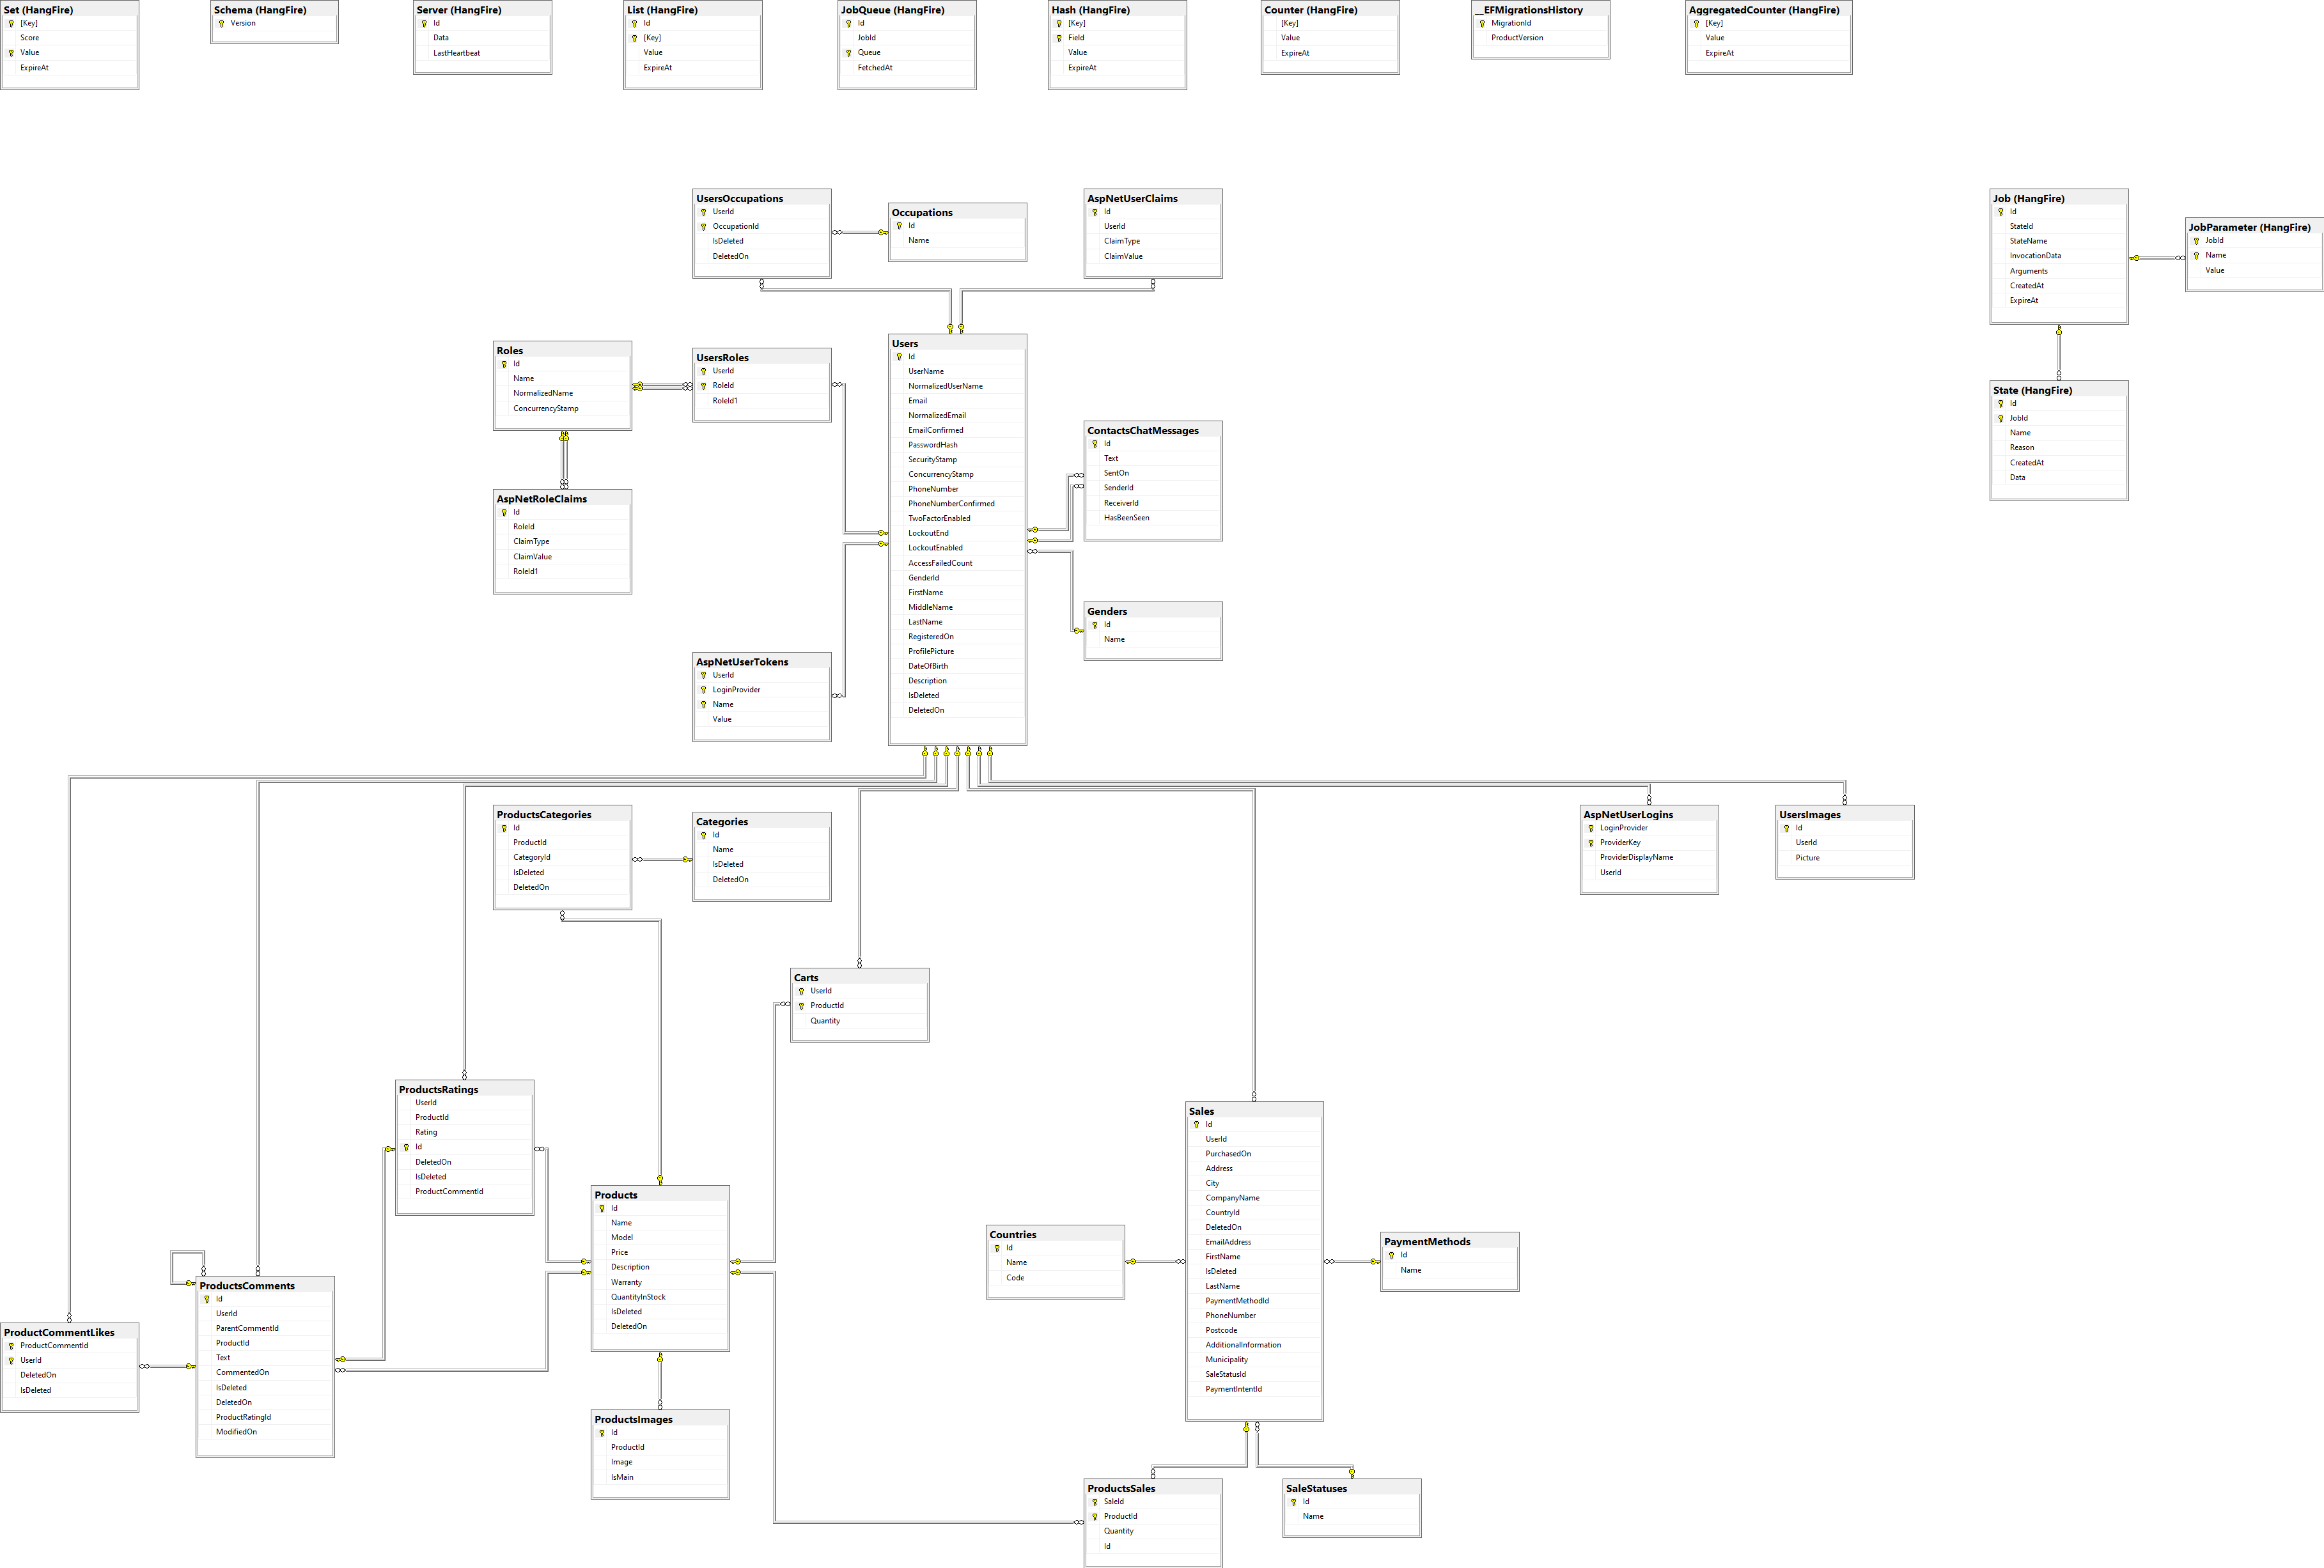 Set (HangFire)
[Key]
Score
Value
ExpireAt
Schema (HangFire)
Version
Server (HangFire)
Id
Data
LastHeartbeat
List (HangFire)
Id
[Key]
Value
ExpireAt
JobQueue (HangFire)
Id
JobId
Queue
FetchedAt
Hash (HangFire)
[Key]
Field
Value
ExpireAt
Counter (HangFire)
[Key]
Value
ExpireAt
__EFMigrationsHistory
MigrationId
ProductVersion
AggregatedCounter (HangFire)
[Key]
Value
ExpireAt
UsersOccupations
UserId
OccupationId
IsDeleted
DeletedOn
Occupations
Id
Name
AspNetUserClaims
Id
UserId
ClaimType
ClaimValue
Job (HangFire)
Id
StateId
StateName
InvocationData
Arguments
CreatedAt
ExpireAt
JobParameter (HangFire)
JobId
Name
Value
Roles
Id
Name
NormalizedName
ConcurrencyStamp
UsersRoles
UserId
RoleId
RoleId1
Users
Id
UserName
NormalizedUserName
Email
NormalizedEmail
EmailConfirmed
PasswordHash
SecurityStamp
ConcurrencyStamp
PhoneNumber
PhoneNumberConfirmed
TwoFactorEnabled
LockoutEnd
LockoutEnabled
AccessFailedCount
GenderId
FirstName
MiddleName
LastName
RegisteredOn
ProfilePicture
DateOfBirth
Description
IsDeleted
DeletedOn
ContactsChatMessages
Id
Text
SentOn
SenderId
ReceiverId
HasBeenSeen
State (HangFire)
Id
JobId
Name
Reason
CreatedAt
Data
AspNetRoleClaims
Id
RoleId
ClaimType
ClaimValue
RoleId1
Genders
Id
Name
AspNetUserTokens
UserId
LoginProvider
Name
Value
ProductsCategories
Id
ProductId
CategoryId
IsDeleted
DeletedOn
Categories
Id
Name
IsDeleted
DeletedOn
AspNetUserLogins
LoginProvider
ProviderKey
ProviderDisplayName
UserId
UsersImages
Id
UserId
Picture
Carts
UserId
ProductId
Quantity
ProductsRatings
UserId
ProductId
Rating
Id
DeletedOn
IsDeleted
ProductCommentId
Sales
Id
UserId
PurchasedOn
Address
City
CompanyName
CountryId
DeletedOn
EmailAddress
FirstName
IsDeleted
LastName
PaymentMethodId
PhoneNumber
Postcode
AdditionalInformation
Municipality
SaleStatusId
PaymentIntentId
Products
Id
Name
Model
Price
Description
Warranty
QuantityInStock
IsDeleted
DeletedOn
Countries
Id
Name
Code
PaymentMethods
Id
Name
ProductsComments
Id
UserId
ParentCommentId
ProductId
Text
CommentedOn
IsDeleted
DeletedOn
ProductRatingId
ModifiedOn
ProductCommentLikes
ProductCommentId
UserId
DeletedOn
IsDeleted
ProductsImages
Id
ProductId
Image
IsMain
ProductsSales
SaleId
ProductId
Quantity
Id
SaleStatuses
Id
Name